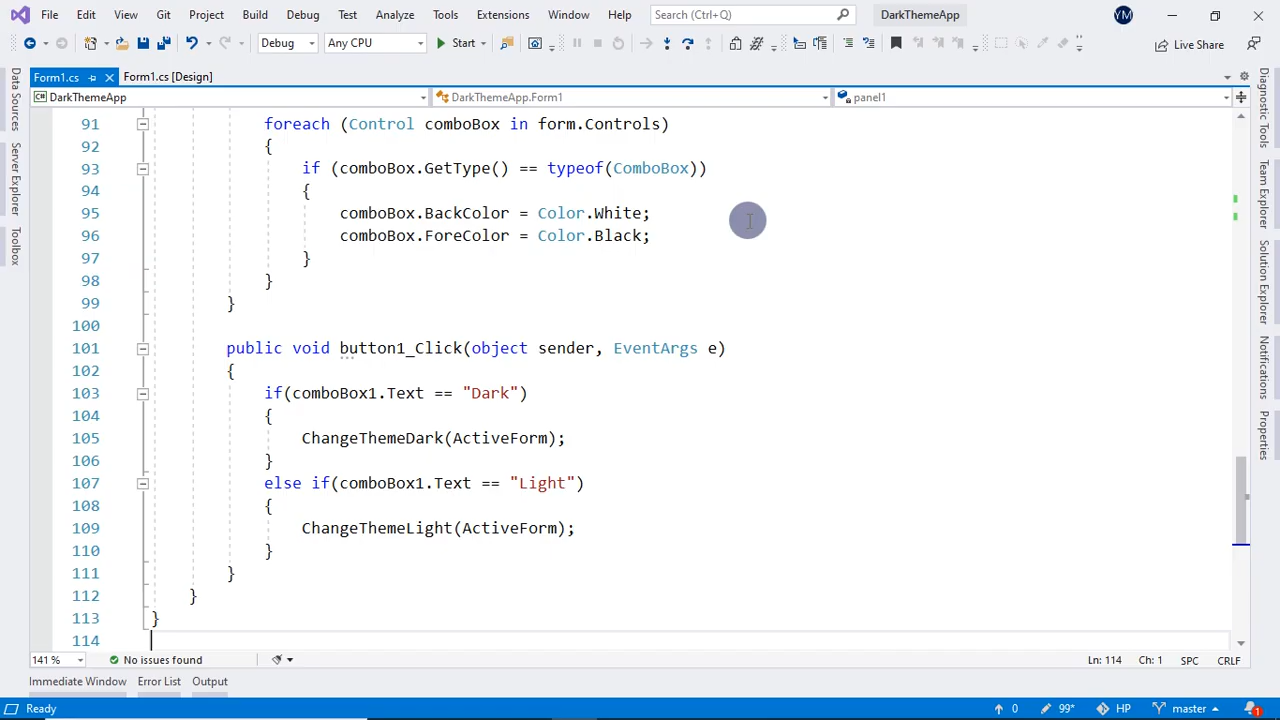 File Edit View Git Project Build Debug Test Analyze Tools Extensions Window Help Search (Ctrl+Q) DarkThemeApp YM
Debug Any CPU Start Live Share
Form1.cs Form1.cs [Design]
DarkThemeApp DarkThemeApp.Form1 panel1
91 foreach (Control comboBox in form.Controls)
92 {
93 if (comboBox.GetType() == typeof(ComboBox))
94 {
95 comboBox.BackColor = Color.White;
96 comboBox.ForeColor = Color.Black;
97 }
98 }
99 }
100
101 public void button1_Click(object sender, EventArgs e)
102 {
103 if(comboBox1.Text == "Dark")
104 {
105 ChangeThemeDark(ActiveForm);
106 }
107 else if(comboBox1.Text == "Light")
108 {
109 ChangeThemeLight(ActiveForm);
110 }
111 }
112 }
113 }
114
Data Sources
Server Explorer
Toolbox
Diagnostic Tools
Team Explorer
Solution Explorer
Notifications
Properties
141 % No issues found Ln: 114 Ch: 1 SPC CRLF
Immediate Window Error List Output
Ready 0 99* HP master 1